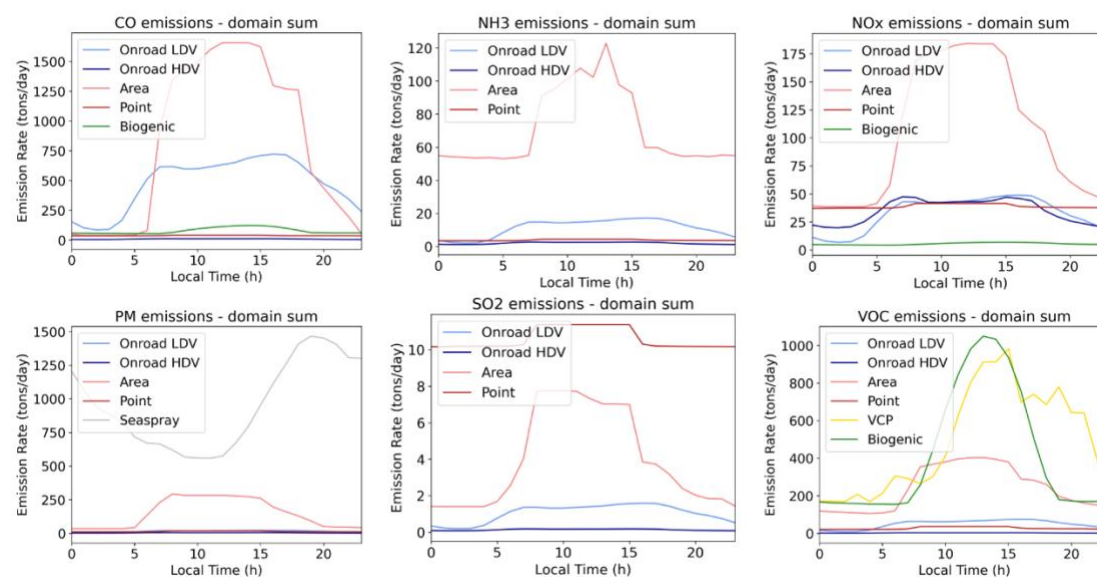 CO emissions - domain sum
Emission Rate (tons/day)
1500
1250
1000
750
500
250
0
Onroad LDV
Onroad HDV
Area
Point
Biogenic
0 5 10 15 20
Local Time (h)
NH3 emissions - domain sum
Emission Rate (tons/day)
120
100
80
60
40
20
0
Onroad LDV
Onroad HDV
Area
Point
0 5 10 15 20
Local Time (h)
NOx emissions - domain sum
Emission Rate (tons/day)
175
150
125
100
75
50
25
0
Onroad LDV
Onroad HDV
Area
Point
Biogenic
0 5 10 15 20
Local Time (h)
PM emissions - domain sum
Emission Rate (tons/day)
1500
1250
1000
750
500
250
0
Onroad LDV
Onroad HDV
Area
Point
Seaspray
0 5 10 15 20
Local Time (h)
SO2 emissions - domain sum
Emission Rate (tons/day)
10
8
6
4
2
0
Onroad LDV
Onroad HDV
Area
Point
0 5 10 15 20
Local Time (h)
VOC emissions - domain sum
Emission Rate (tons/day)
1000
800
600
400
200
0
Onroad LDV
Onroad HDV
Area
Point
VCP
Biogenic
0 5 10 15 20
Local Time (h)